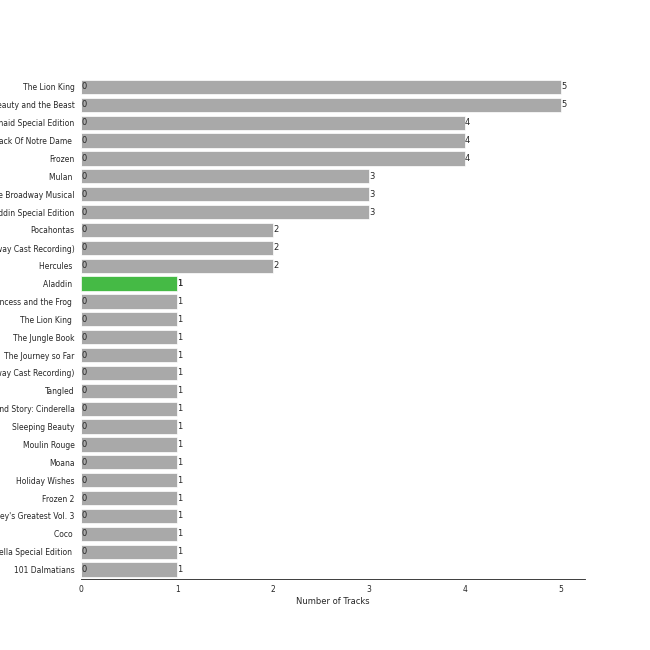 The Lion King 0 5
eauty and the Beast 0 5
naid Special Edition 0 4
ack Of Notre Dame 0 4
Frozen 0 4
Mulan 0 3
e Broadway Musical 0 3
ddin Special Edition 0 3
Pocahontas 0 2
way Cast Recording) 0 2
Hercules 0 2
Aladdin 1
ncess and the Frog 0 1
The Lion King 0 1
The Jungle Book 0 1
The Journey so Far 0 1
way Cast Recording) 0 1
Tangled 0 1
nd Story: Cinderella 0 1
Sleeping Beauty 0 1
Moulin Rouge 0 1
Moana 0 1
Holiday Wishes 0 1
Frozen 2 0 1
ey's Greatest Vol. 3 0 1
Coco 0 1
ella Special Edition 0 1
101 Dalmatians 0 1
0 1 2 3 4 5
Number of Tracks